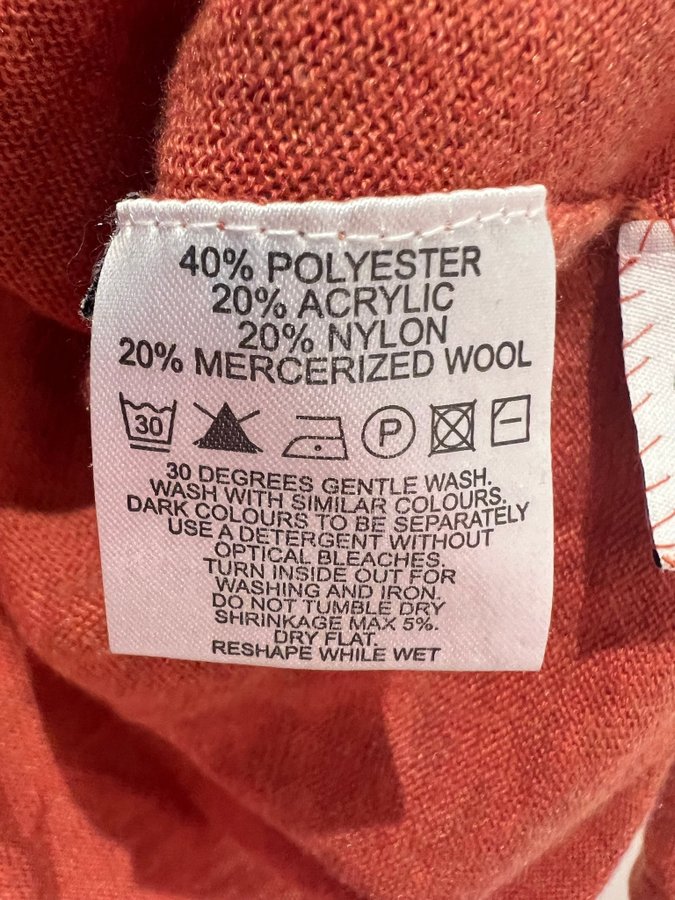 40% POLYESTER
20% ACRYLIC
20% NYLON
20% MERCERIZED WOOL
30 P
30 DEGREES GENTLE WASH.
WASH WITH SIMILAR COLOURS.
DARK COLOURS TO BE SEPARATELY
USE A DETERGENT WITHOUT
OPTICAL BLEACHES.
TURN INSIDE OUT FOR
WASHING AND IRON.
DO NOT TUMBLE DRY
SHRINKAGE MAX 5%.
DRY FLAT.
RESHAPE WHILE WET